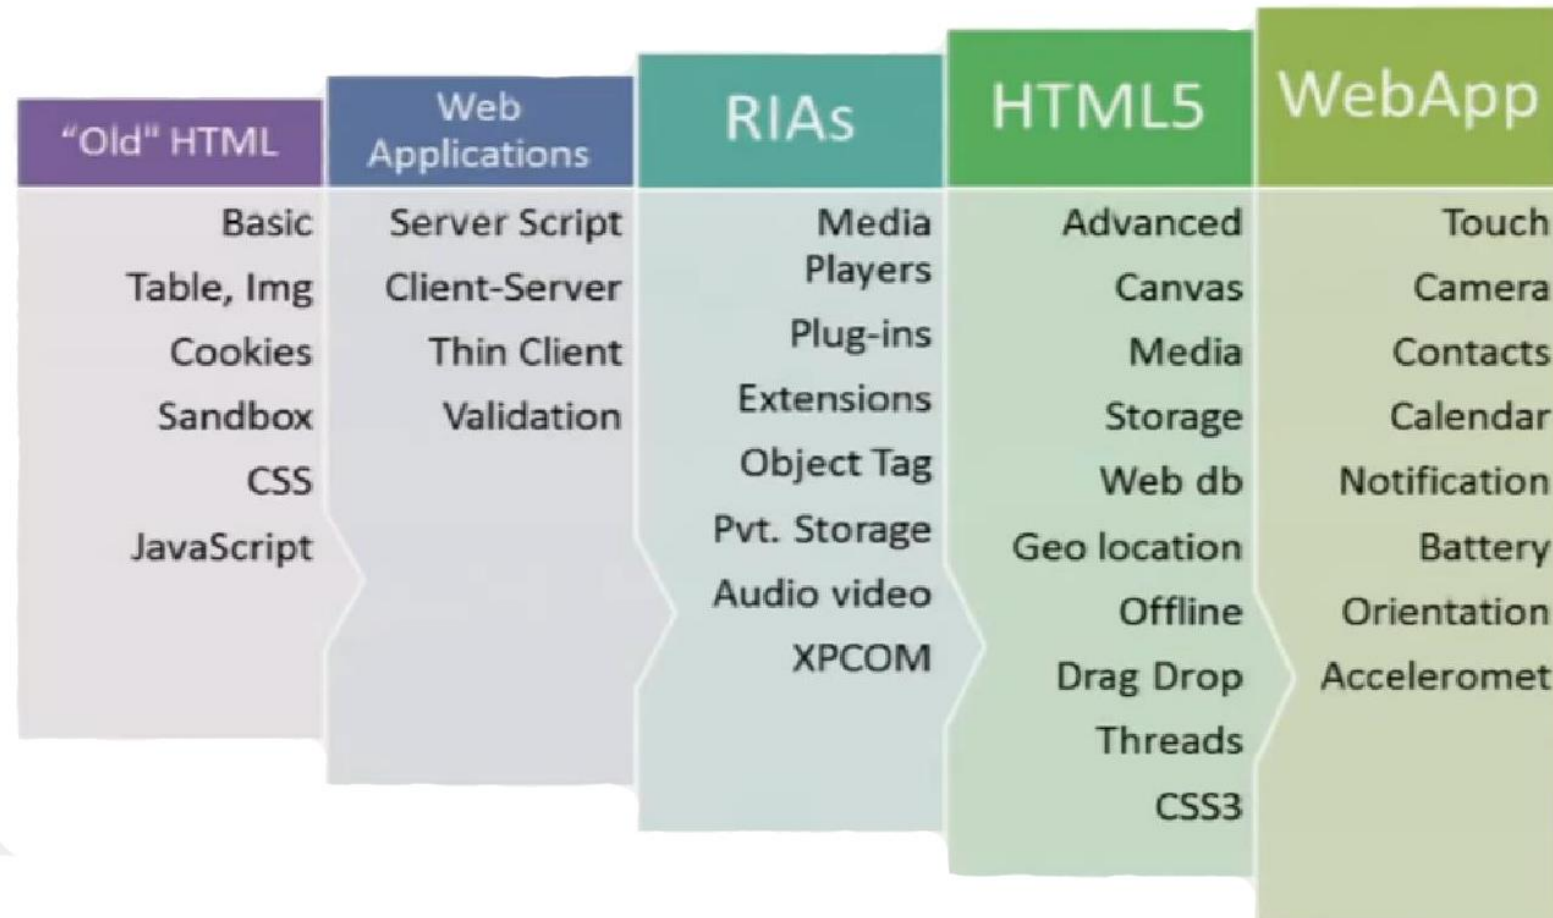 “Old" HTML
Basic
Table, Img
Cookies
Sandbox
CSS
JavaScript
Web
Applications
Server Script
Client-Server
Thin Client
Validation
RIAs
Media
Players
Plug-ins
Extensions
Object Tag
Pvt. Storage
Audio video
XPCOM
HTML5
Advanced
Canvas
Media
Storage
Web db
Geo location
Offline
Drag Drop
Threads
CSS3
WebApp
Touch
Camera
Contacts
Calendar
Notification
Battery
Orientation
Acceleromet